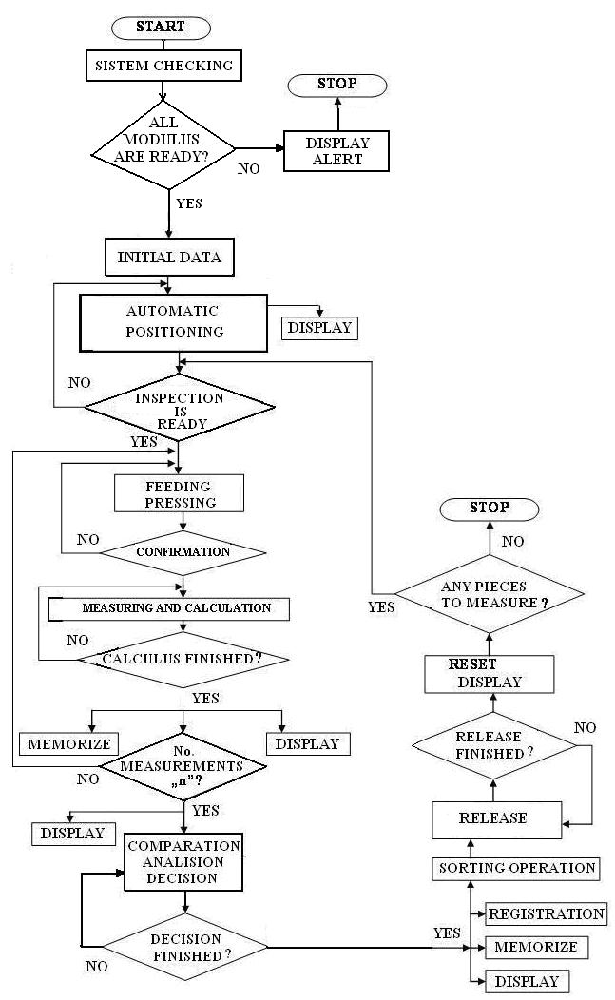 START
SISTEM CHECKING
STOP
ALL
MODULUS
ARE READY?
DISPLAY
ALERT
NO
YES
INITIAL DATA
AUTOMATIC
POSITIONING
DISPLAY
NO
INSPECTION
IS
READY
YES
FEEDING
PRESSING
NO
CONFIRMATION
MEASURING AND CALCULATION
NO
CALCULUS FINISHED?
YES
MEMORIZE
DISPLAY
No.
MEASUREMENTS
„n”?
NO
YES
DISPLAY
COMPARATION
ANALISION
DECISION
DECISION
FINISHED?
NO
YES
DISPLAY
MEMORIZE
REGISTRATION
SORTING OPERATION
RELEASE
RELEASE
FINISHED?
NO
RESET
DISPLAY
ANY PIECES
TO MEASURE?
YES
NO
STOP